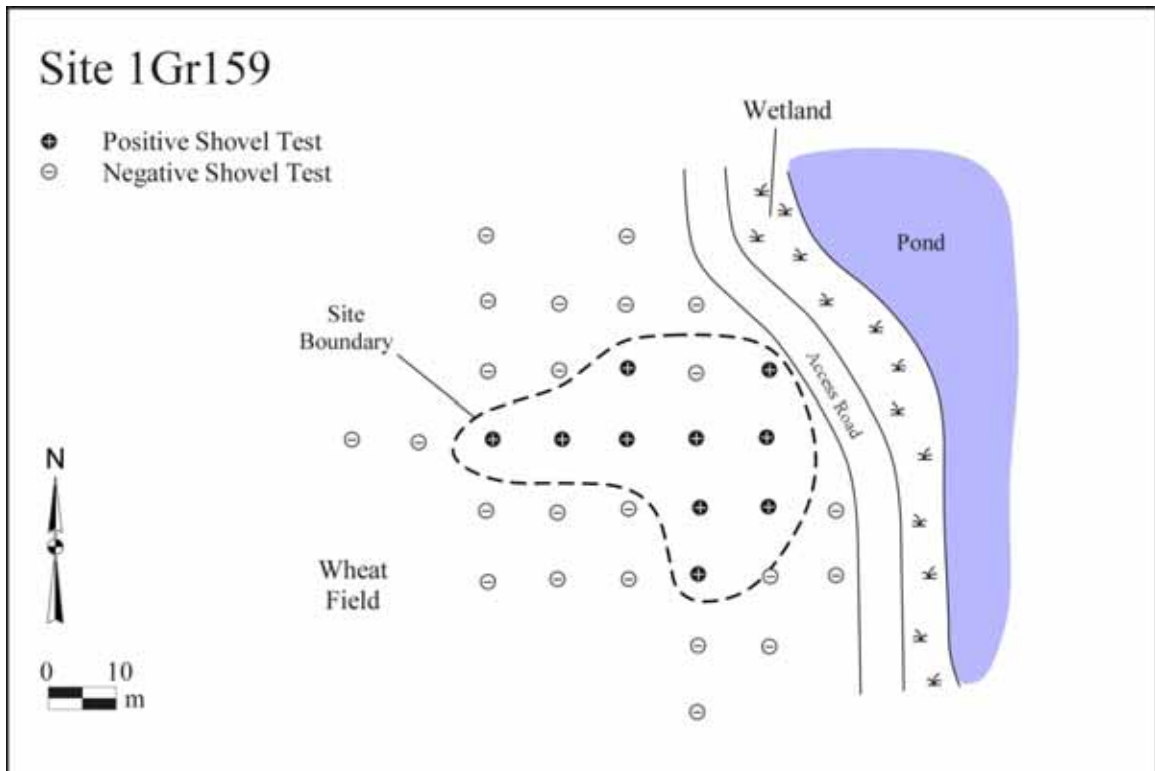 Site 1Gr159
Positive Shovel Test
Negative Shovel Test
Wetland
Pond
Site
Boundary
Access Road
N
Wheat
Field
0 10
m